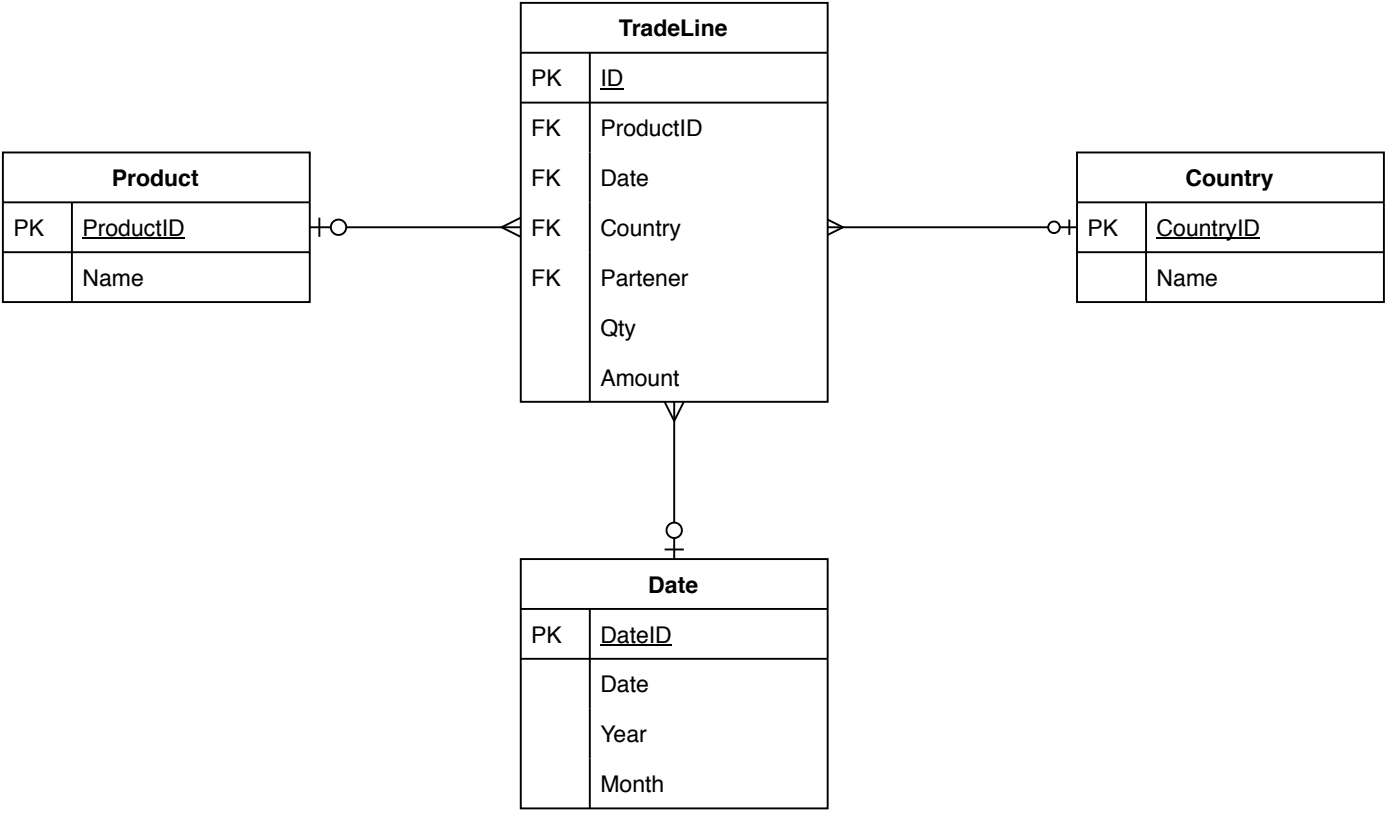 TradeLine
PK ID
FK ProductID
FK Date
FK Country
FK Partener
Qty
Amount
Product
PK ProductID
Name
Country
PK CountryID
Name
Date
PK DateID
Date
Year
Month